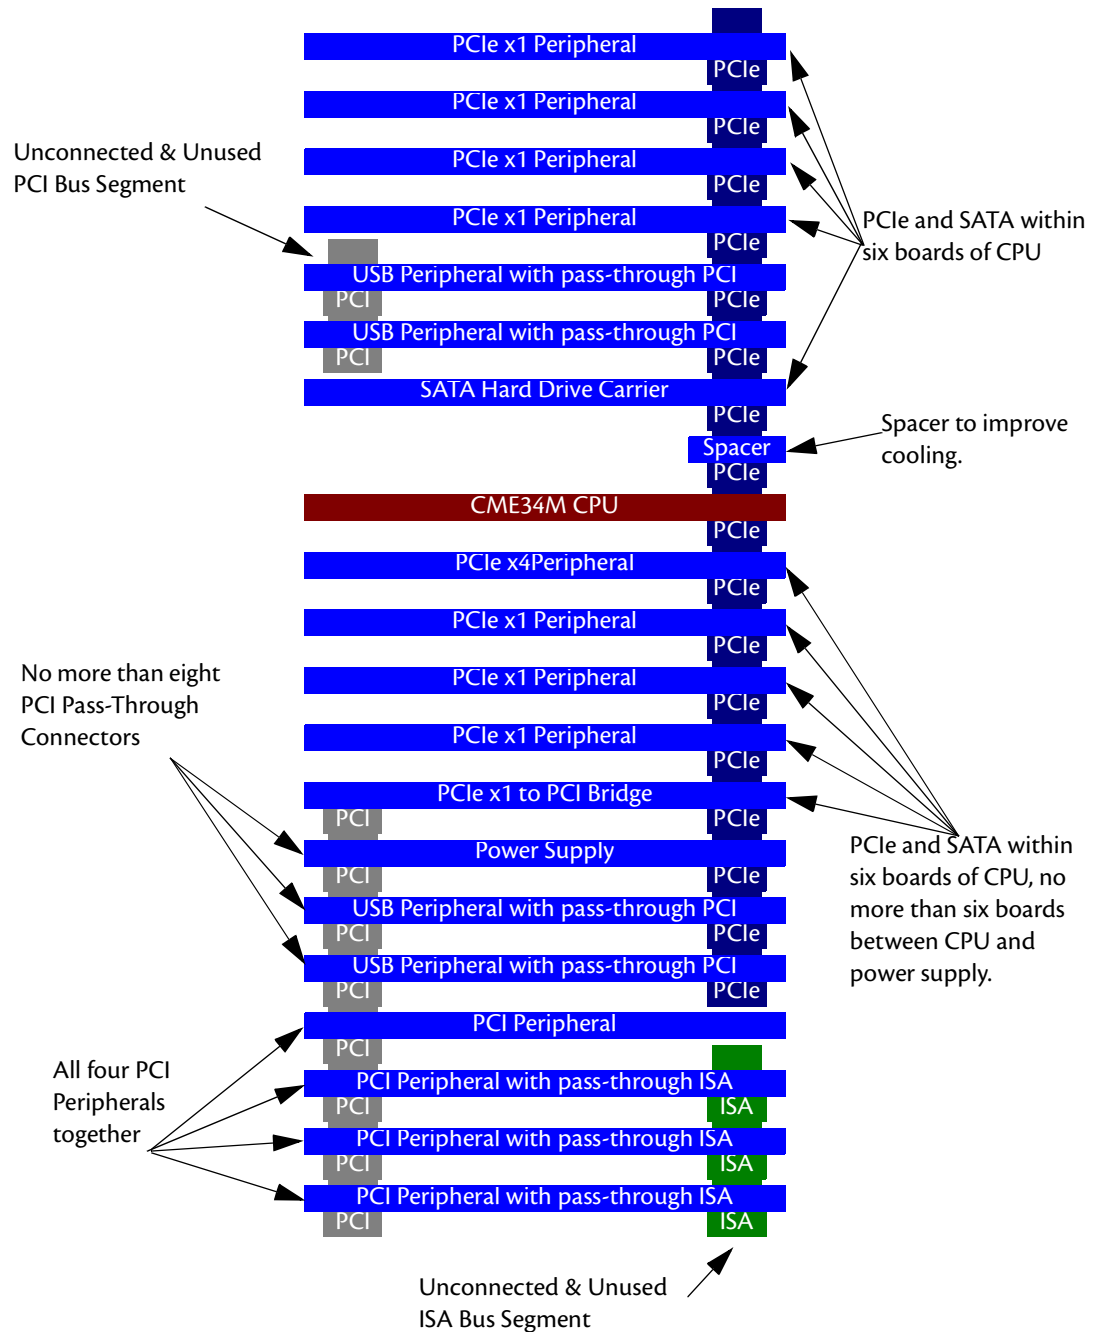 PCIe x1 Peripheral
PCIe
PCIe x1 Peripheral
PCIe
Unconnected & Unused
PCI Bus Segment
PCIe x1 Peripheral
PCIe
PCIe x1 Peripheral
PCIe
PCIe and SATA within
six boards of CPU
USB Peripheral with pass-through PCI
PCI
PCIe
USB Peripheral with pass-through PCI
PCI
PCIe
SATA Hard Drive Carrier
PCIe
Spacer to improve
cooling.
Spacer
PCIe
CME34M CPU
PCIe
PCIe x4Peripheral
PCIe
PCIe x1 Peripheral
PCIe
No more than eight
PCI Pass-Through
Connectors
PCIe x1 Peripheral
PCIe
PCIe x1 Peripheral
PCIe
PCIe x1 to PCI Bridge
PCI
PCIe
PCIe and SATA within
six boards of CPU, no
more than six boards
between CPU and
power supply.
Power Supply
PCI
PCIe
USB Peripheral with pass-through PCI
PCI
PCIe
USB Peripheral with pass-through PCI
PCI
PCIe
PCI Peripheral
PCI
All four PCI
Peripherals
together
PCI Peripheral with pass-through ISA
PCI
ISA
PCI Peripheral with pass-through ISA
PCI
ISA
PCI Peripheral with pass-through ISA
PCI
ISA
Unconnected & Unused
ISA Bus Segment